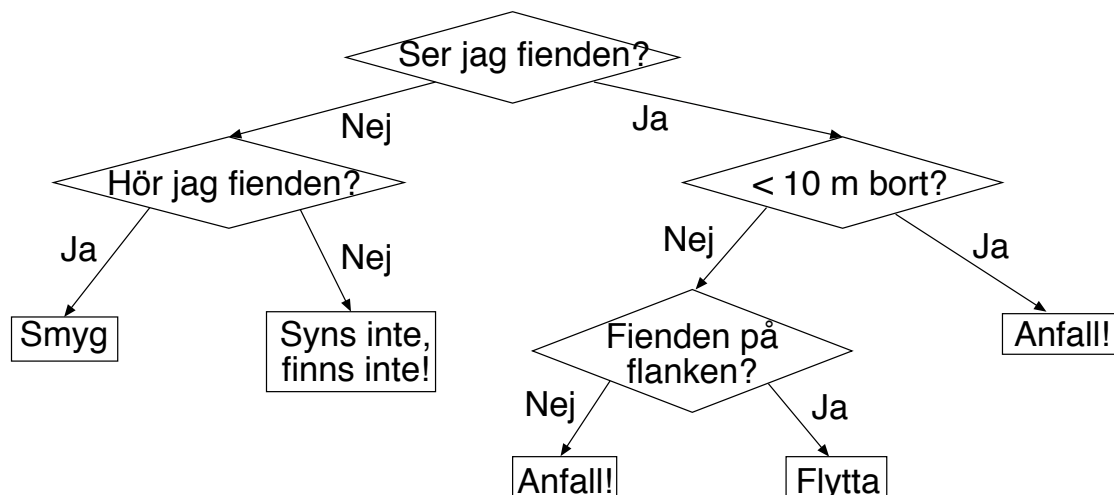 Ser jag fienden?
Nej
Ja
Hör jag fienden?
< 10 m bort?
Ja
Nej
Nej
Ja
Smyg
Syns inte,
finns inte!
Fienden på
flanken?
Anfall!
Nej
Ja
Anfall!
Flytta